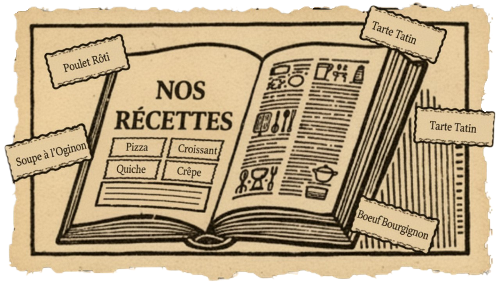 Tarte Tatin
Poulet Rôti
NOS
RÉCETTES
Pizza
Croissant
Quiche
Crêpe
Tarte Tatin
Soupe à l'Oginon
Boeuf Bourgignon